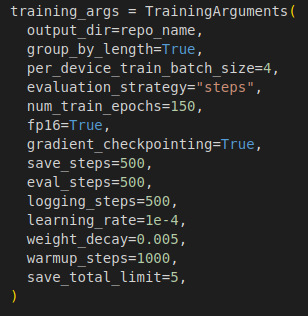 training_args = TrainingArguments(
  output_dir=repo_name,
  group_by_length=True,
  per_device_train_batch_size=4,
  evaluation_strategy="steps",
  num_train_epochs=150,
  fp16=True,
  gradient_checkpointing=True,
  save_steps=500,
  eval_steps=500,
  logging_steps=500,
  learning_rate=1e-4,
  weight_decay=0.005,
  warmup_steps=1000,
  save_total_limit=5,
)